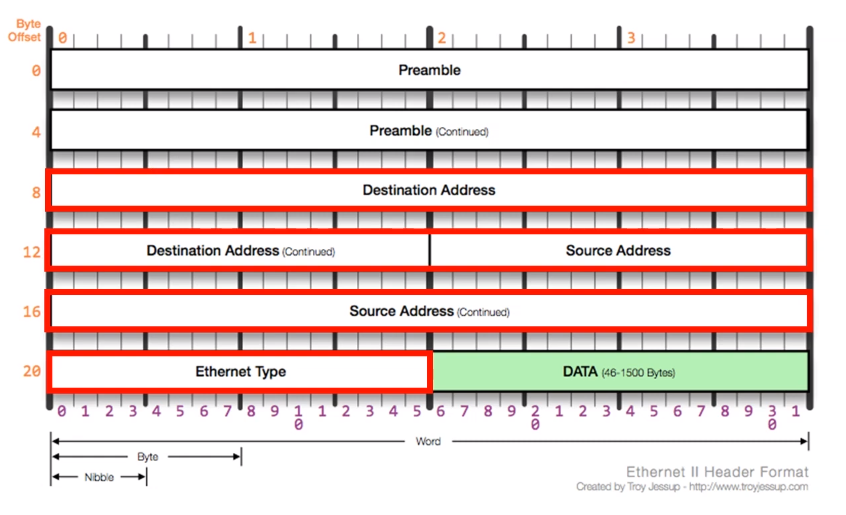 Byte
Offset
0 1 2 3
0 Preamble
4 Preamble (Continued)
8 Destination Address
12 Destination Address (Continued) Source Address
16 Source Address (Continued)
20 Ethernet Type DATA (46-1500 Bytes)
0 1 2 3 4 5 6 7 8 9 1 1 2 3 4 5 6 7 8 9 2 1 2 3 4 5 6 7 8 9 3 1
0 0 0
Word
Byte
Nibble
Ethernet II Header Format
Created by Troy Jessup - http://www.troyjessup.com